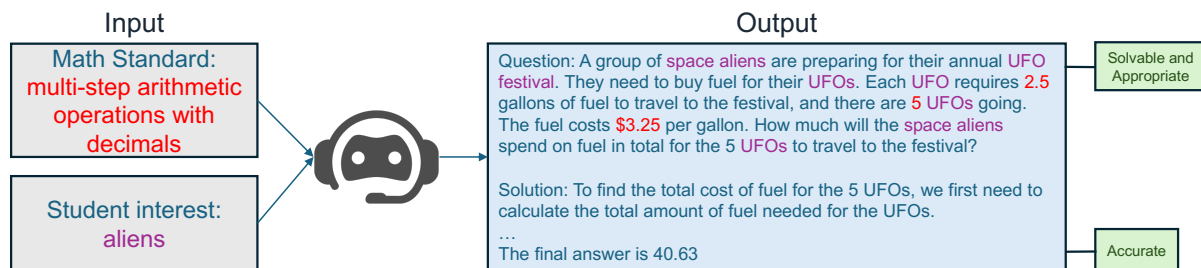 Input
Math Standard:
multi-step arithmetic
operations with
decimals
Student interest:
aliens
Output
Question: A group of space aliens are preparing for their annual UFO
festival. They need to buy fuel for their UFOs. Each UFO requires 2.5
gallons of fuel to travel to the festival, and there are 5 UFOs going.
The fuel costs $3.25 per gallon. How much will the space aliens
spend on fuel in total for the 5 UFOs to travel to the festival?
Solution: To find the total cost of fuel for the 5 UFOs, we first need to
calculate the total amount of fuel needed for the UFOs.
…
The final answer is 40.63
Solvable and
Appropriate
Accurate